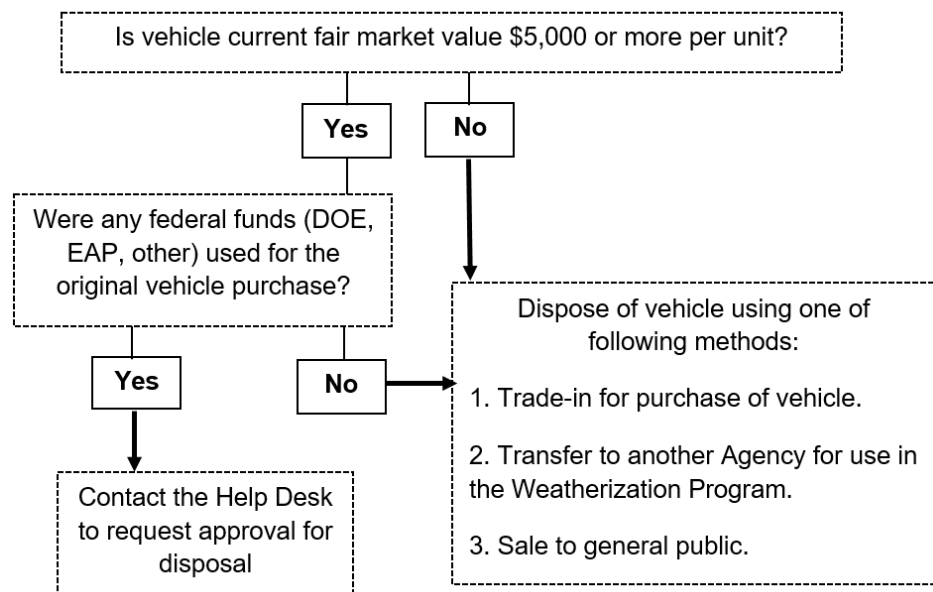 Is vehicle current fair market value $5,000 or more per unit?
Yes
No
Were any federal funds (DOE,
EAP, other) used for the
original vehicle purchase?
Yes
No
Contact the Help Desk
to request approval for
disposal
Dispose of vehicle using one of
following methods:
1. Trade-in for purchase of vehicle.
2. Transfer to another Agency for use in
the Weatherization Program.
3. Sale to general public.